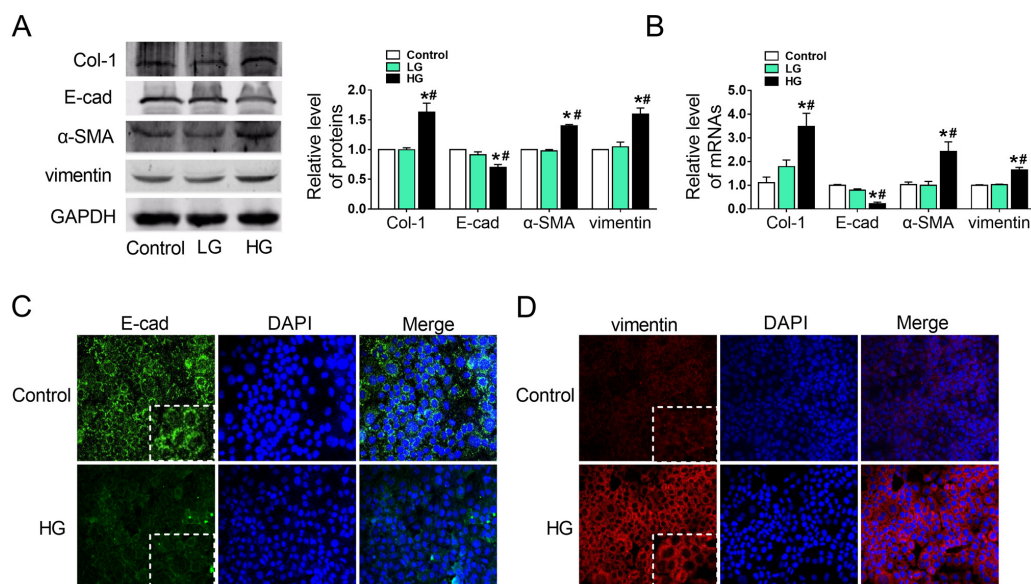 A
Col-1
E-cad
α-SMA
vimentin
GAPDH
Control LG HG
Control
LG
HG
Relative level
of proteins
2.0
1.5
1.0
0.5
0.0
*# *# *# *#
Col-1 E-cad α-SMA vimentin
B
Control
LG
HG
Relative level
of mRNAs
5.0
4.0
3.0
2.0
1.0
0.0
*# *# *# *#
Col-1 E-cad α-SMA vimentin
C
E-cad DAPI Merge
Control
HG
D
vimentin DAPI Merge
Control
HG